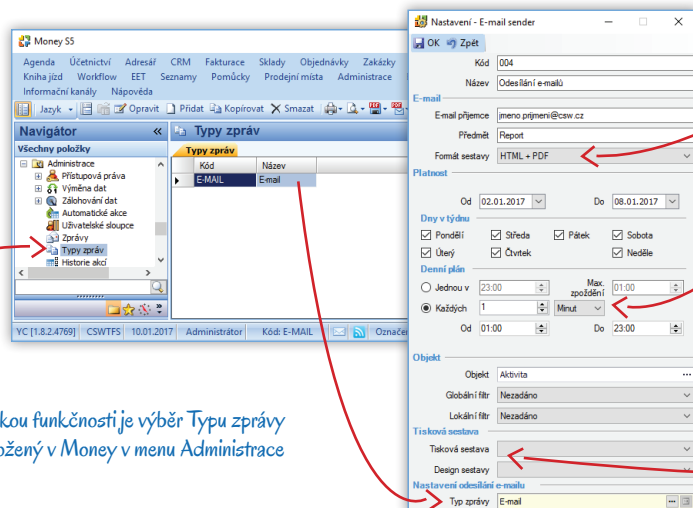 Money S5
Agenda Účetnictví Adresář CRM Fakturace Sklady Objednávky Zakázky
Kniha jízd Workflow EET Seznamy Pomůcky Prodejní místa Administrace
Informační kanály Nápověda
Jazyk Opravit Přidat Kopírovat Smazat
Navigátor «
Typy zpráv
Všechny položky
Typy zpráv
Kód Název
E-MAIL E-mail
Administrace
Přístupová práva
Výměna dat
Zálohování dat
Automatické akce
Uživatelské sloupce
Zprávy
Typy zpráv
Historie akcí
YC [1.8.2.4769] CSWTFS 10.01.2017 Administrátor Kód: E-MAIL Označen
kou funkčnosti je výběr Typu zprávy
ožený v Money v menu Administrace
Nastavení - E-mail sender
OK Zpět
Kód 004
Název Odesílání e-mailů
E-mail
E-mail příjemce jmeno.prijmeni@csw.cz
Předmět Report
Formát sestavy HTML + PDF
Platnost
Od 02.01.2017 Do 08.01.2017
Dny v týdnu
Pondělí Středa Pátek Sobota
Úterý Čtvrtek Neděle
Denní plán
Jednou v 23:00 Max. zpoždění 01:00
Každých 1 Minut
Od 01:00 Do 23:00
Objekt
Objekt Aktivita ...
Globální filtr Nezadáno
Lokální filtr Nezadáno
Tisková sestava
Tisková sestava
Design sestavy
Nastavení odesílání e-mailu
Typ zprávy E-mail ...